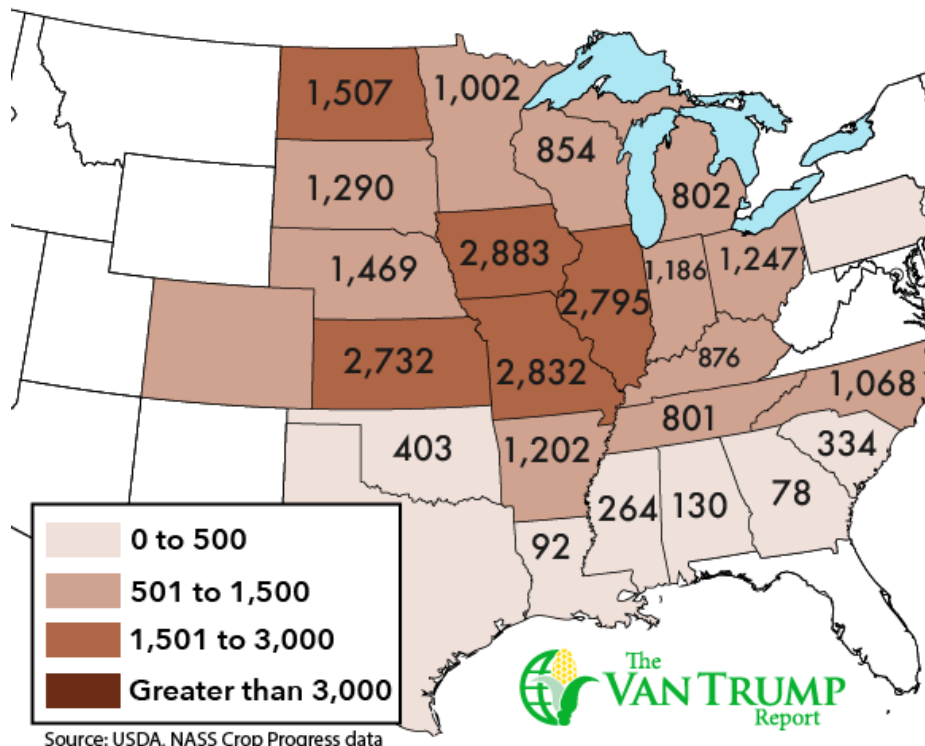 1,507
1,002
854
1,290
802
2,883
1,469
1,186
1,247
2,795
2,732
2,832
876
1,068
801
403
1,202
334
264
130
78
92
0 to 500
501 to 1,500
1,501 to 3,000
Greater than 3,000
The
VAN TRUMP
Report
Source: USDA, NASS Crop Progress data